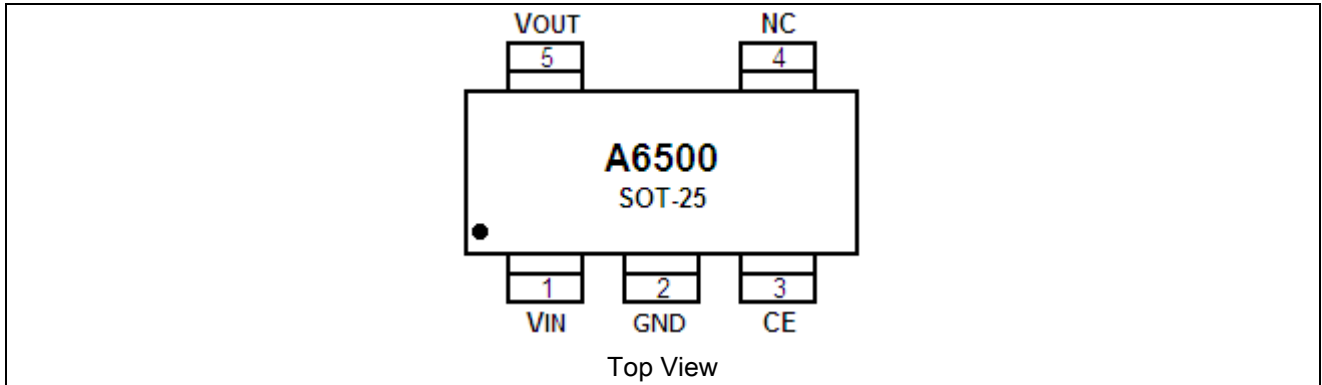 VOUT NC
5 4
A6500
SOT-25
1 2 3
VIN GND CE
Top View